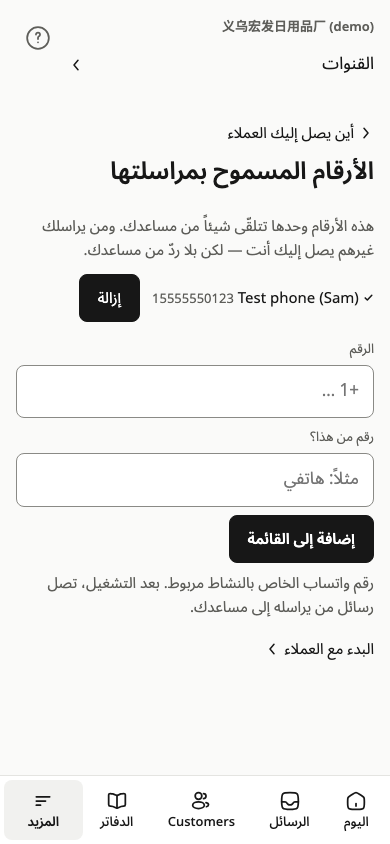 义乌宏发日用品厂 (demo)
القنوات
أين يصل إليك العملاء
الأرقام المسموح بمراسلتها
هذه الأرقام وحدها تتلقّى شيئاً من مساعدك. ومن يراسلك
غيرهم يصل إليك أنت — لكن بلا ردّ من مساعدك.
✓ Test phone (Sam) 15555550123
إزالة
الرقم
+1 ...
رقم من هذا؟
مثلاً: هاتفي
إضافة إلى القائمة
رقم واتساب الخاص بالنشاط مربوط. بعد التشغيل، تصل
رسائل من يراسله إلى مساعدك.
البدء مع العملاء
اليوم
الرسائل
Customers
الدفاتر
المزيد